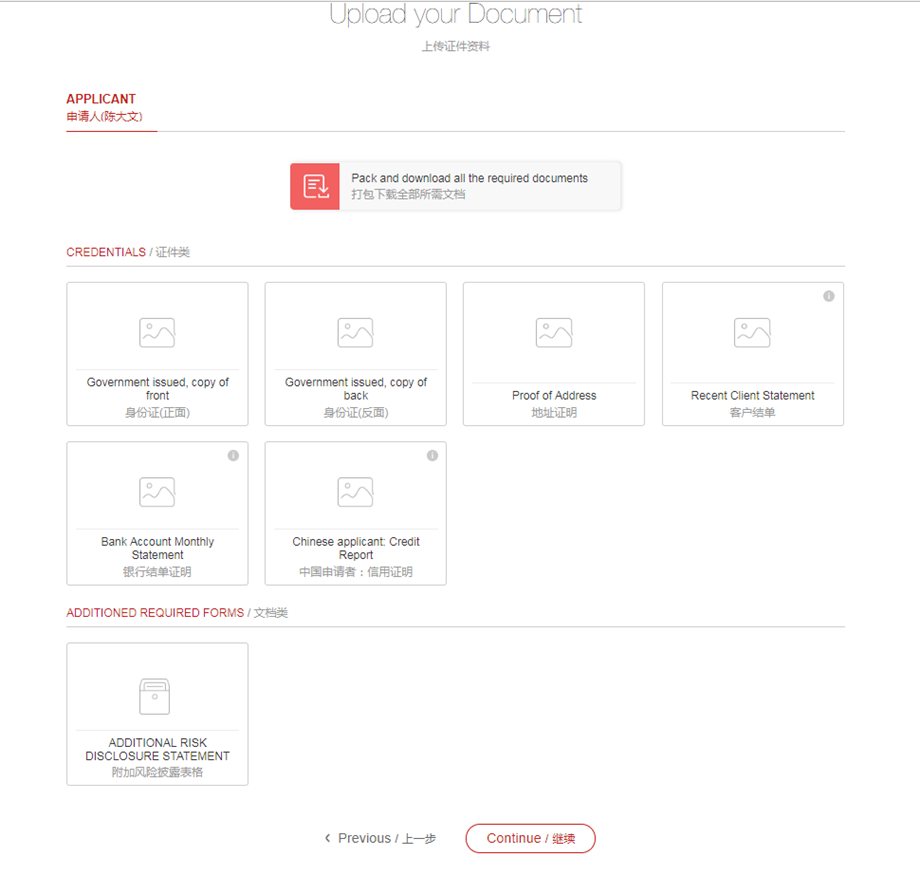 Upload your Document
上传证件资料
APPLICANT
申请人(陈大文)
Pack and download all the required documents
打包下载全部所需文档
CREDENTIALS / 证件类
Government issued, copy of
front
身份证(正面)
Government issued, copy of
back
身份证(反面)
Proof of Address
地址证明
Recent Client Statement
客户结单
Bank Account Monthly
Statement
银行结单证明
Chinese applicant: Credit
Report
中国申请者：信用证明
ADDITIONED REQUIRED FORMS / 文档类
ADDITIONAL RISK
DISCLOSURE STATEMENT
附加风险披露表格
Previous / 上一步
Continue / 继续